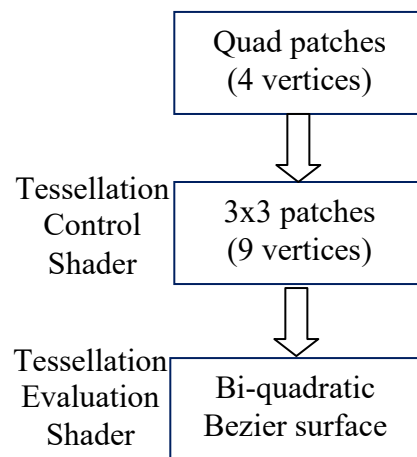 Quad patches
(4 vertices)
Tessellation
Control
Shader
3x3 patches
(9 vertices)
Tessellation
Evaluation
Shader
Bi-quadratic
Bezier surface